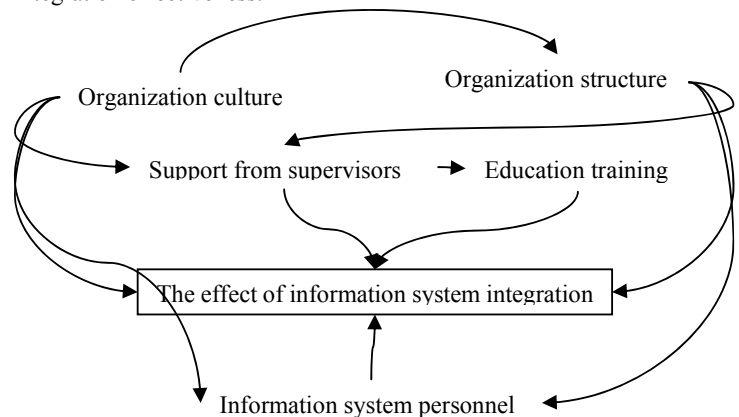 Organization structure
Organization culture
Support from supervisors
Education training
The effect of information system integration
Information system personnel